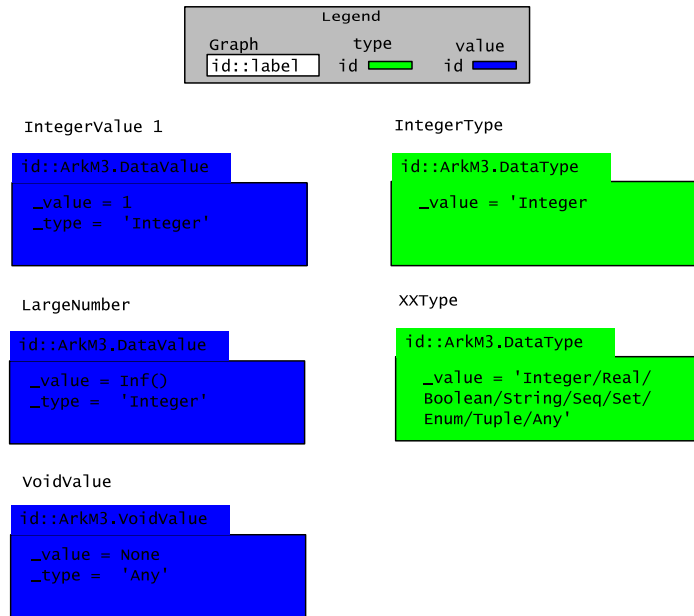 Legend
Graph type value
id::label id id
IntegerValue 1
id::ArkM3.DataValue
_value = 1
_type = 'Integer'
IntegerType
id::ArkM3.DataType
_value = 'Integer
LargeNumber
id::ArkM3.DataValue
_value = Inf()
_type = 'Integer'
XXType
id::ArkM3.DataType
_value = 'Integer/Real/
Boolean/String/Seq/Set/
Enum/Tuple/Any'
VoidValue
id::ArkM3.VoidValue
_value = None
_type = 'Any'